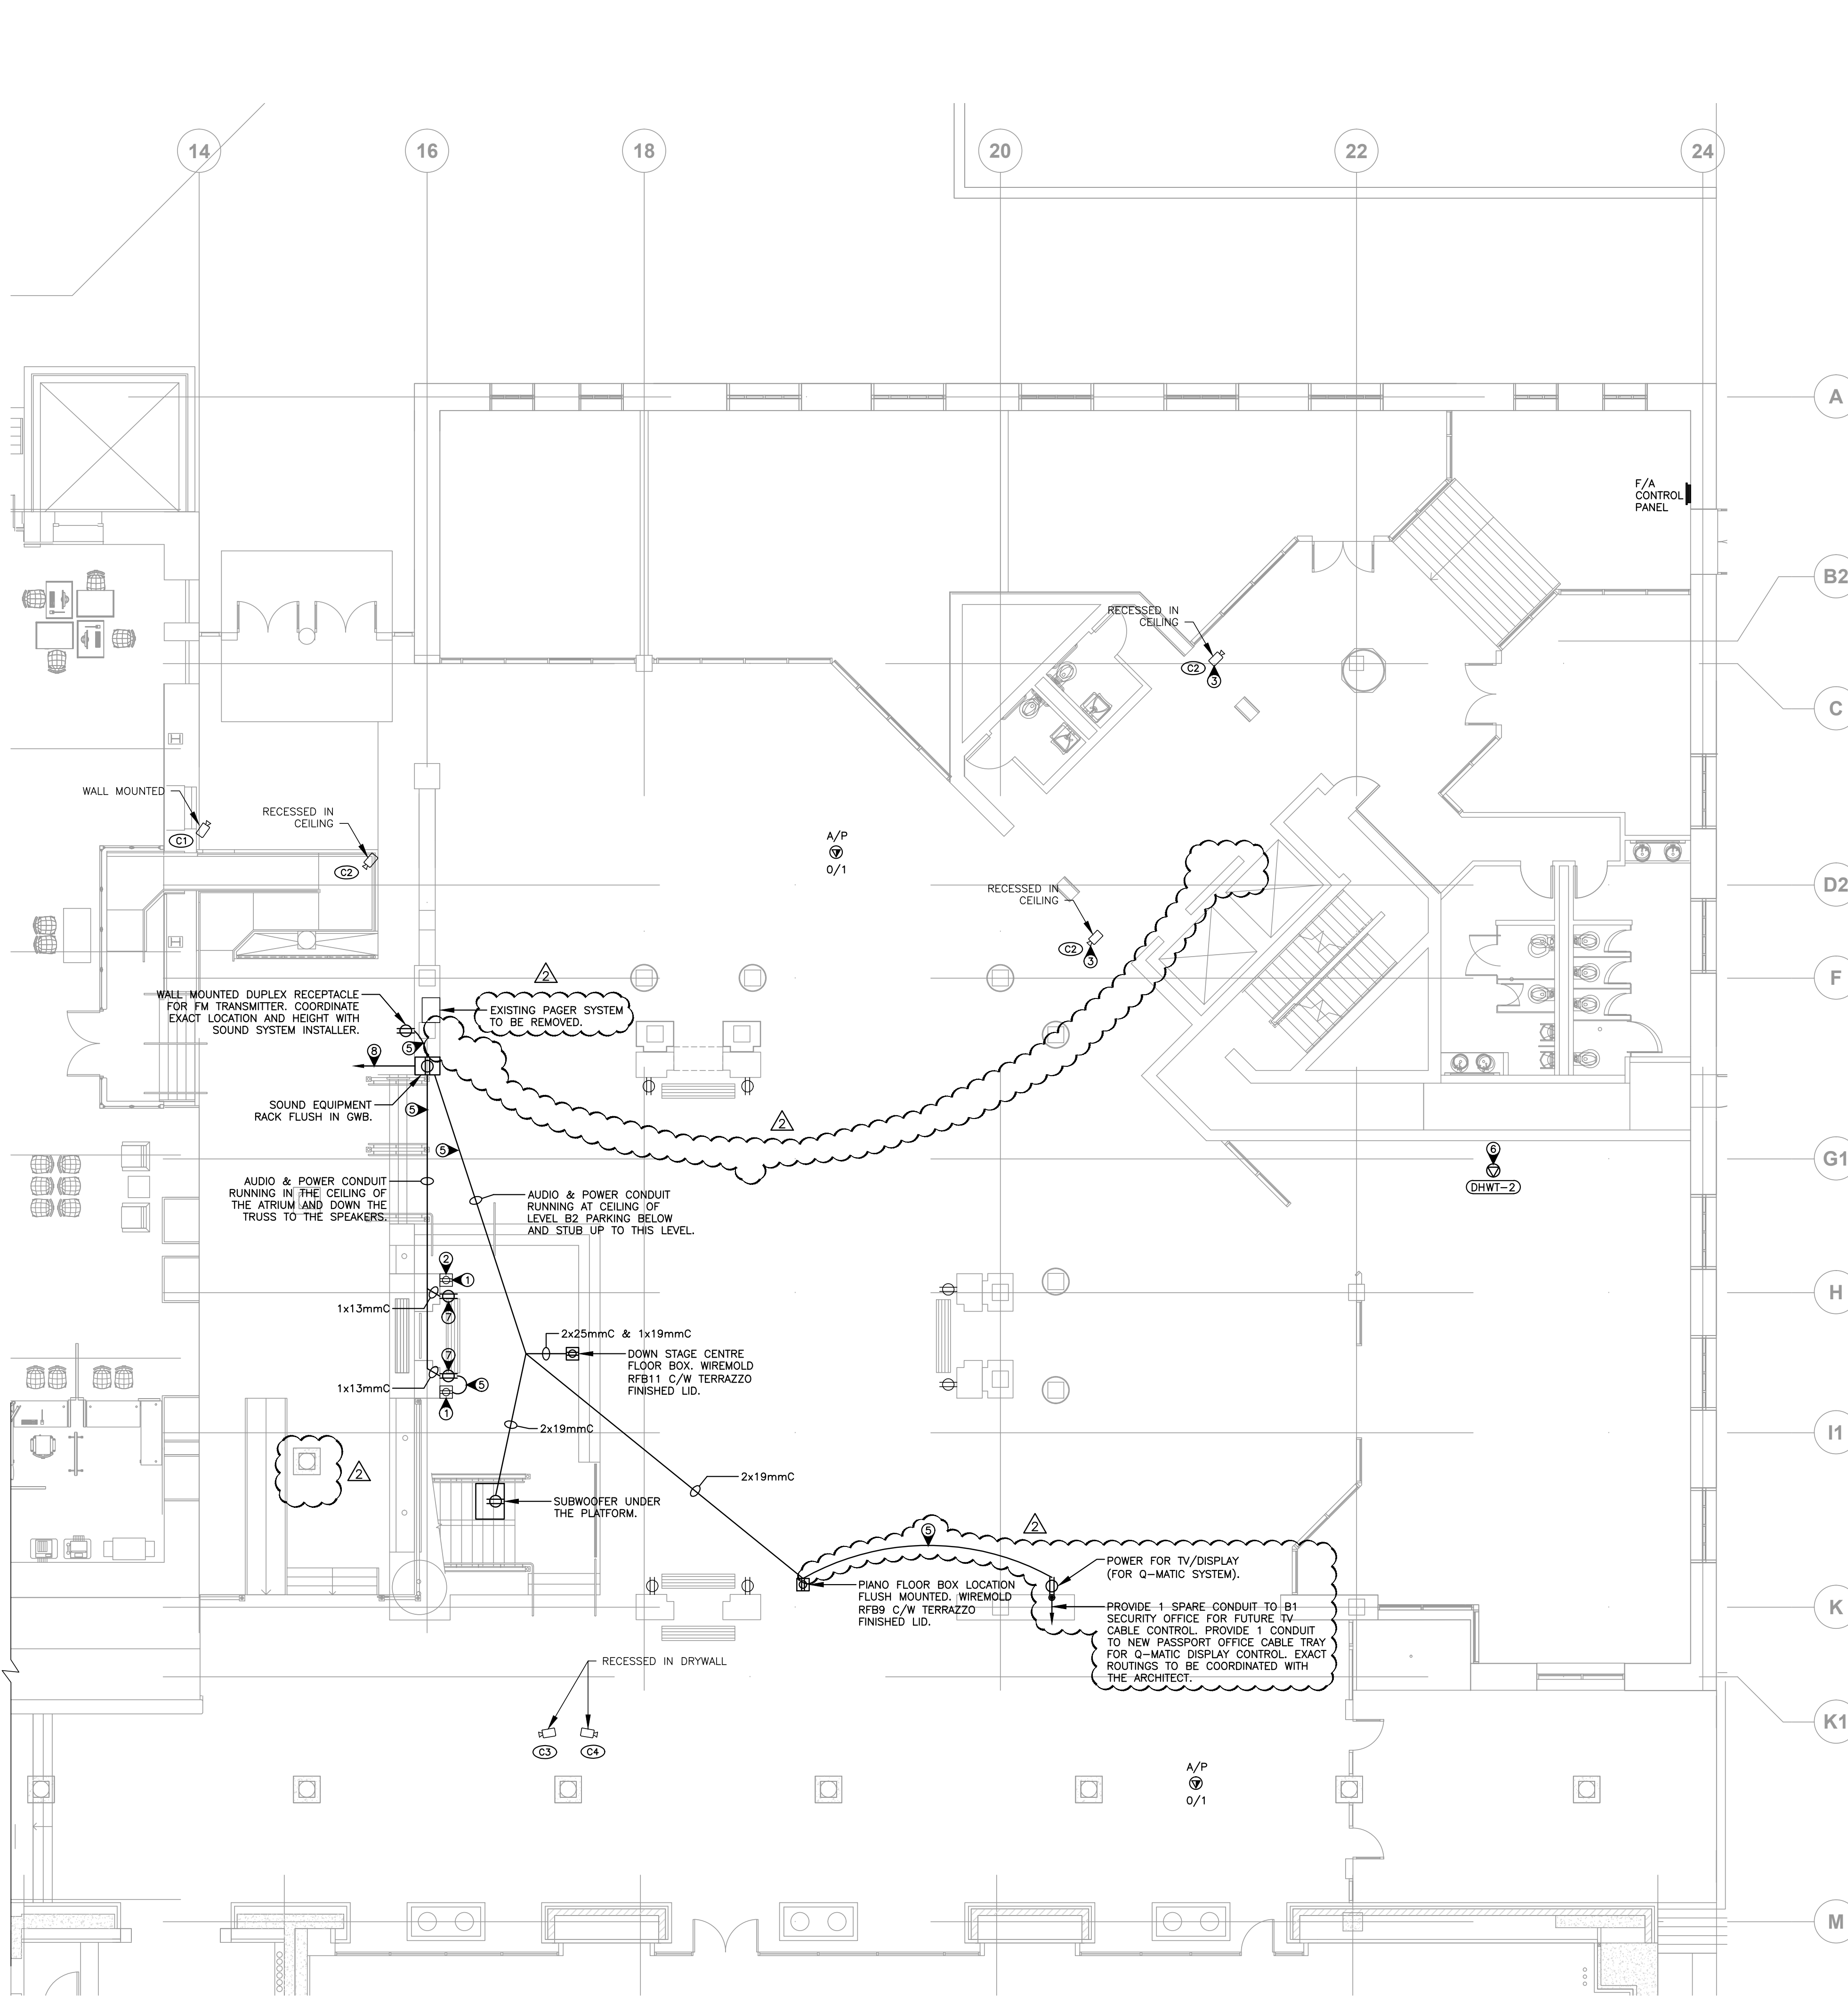 14
16
18
20
22
24
A
F/A
CONTROL
PANEL
B2
RECESSED IN
CEILING
C2
3
C
WALL MOUNTED
C1
RECESSED IN
CEILING
C2
A/P
0/1
RECESSED IN
CEILING
C2
3
D2
F
2
WALL MOUNTED DUPLEX RECEPTACLE
FOR FM TRANSMITTER. COORDINATE
EXACT LOCATION AND HEIGHT WITH
SOUND SYSTEM INSTALLER.
EXISTING PAGER SYSTEM
TO BE REMOVED.
5
8
SOUND EQUIPMENT
RACK FLUSH IN GWB.
5
2
5
6
DHWT-2
G1
AUDIO & POWER CONDUIT
RUNNING IN THE CEILING OF
THE ATRIUM AND DOWN THE
TRUSS TO THE SPEAKERS.
AUDIO & POWER CONDUIT
RUNNING AT CEILING OF
LEVEL B2 PARKING BELOW
AND STUB UP TO THIS LEVEL.
2
1
1x13mmC
7
H
2x25mmC & 1x19mmC
DOWN STAGE CENTRE
FLOOR BOX. WIREMOLD
RFB11 C/W TERRAZZO
FINISHED LID.
7
1x13mmC
5
1
2x19mmC
I1
2
2x19mmC
SUBWOOFER UNDER
THE PLATFORM.
5
2
POWER FOR TV/DISPLAY
(FOR Q-MATIC SYSTEM).
PIANO FLOOR BOX LOCATION
FLUSH MOUNTED. WIREMOLD
RFB9 C/W TERRAZZO
FINISHED LID.
PROVIDE 1 SPARE CONDUIT TO B1
SECURITY OFFICE FOR FUTURE TV
CABLE CONTROL. PROVIDE 1 CONDUIT
TO NEW PASSPORT OFFICE CABLE TRAY
FOR Q-MATIC DISPLAY CONTROL. EXACT
ROUTINGS TO BE COORDINATED WITH
THE ARCHITECT.
K
RECESSED IN DRYWALL
C3
C4
K1
A/P
0/1
M